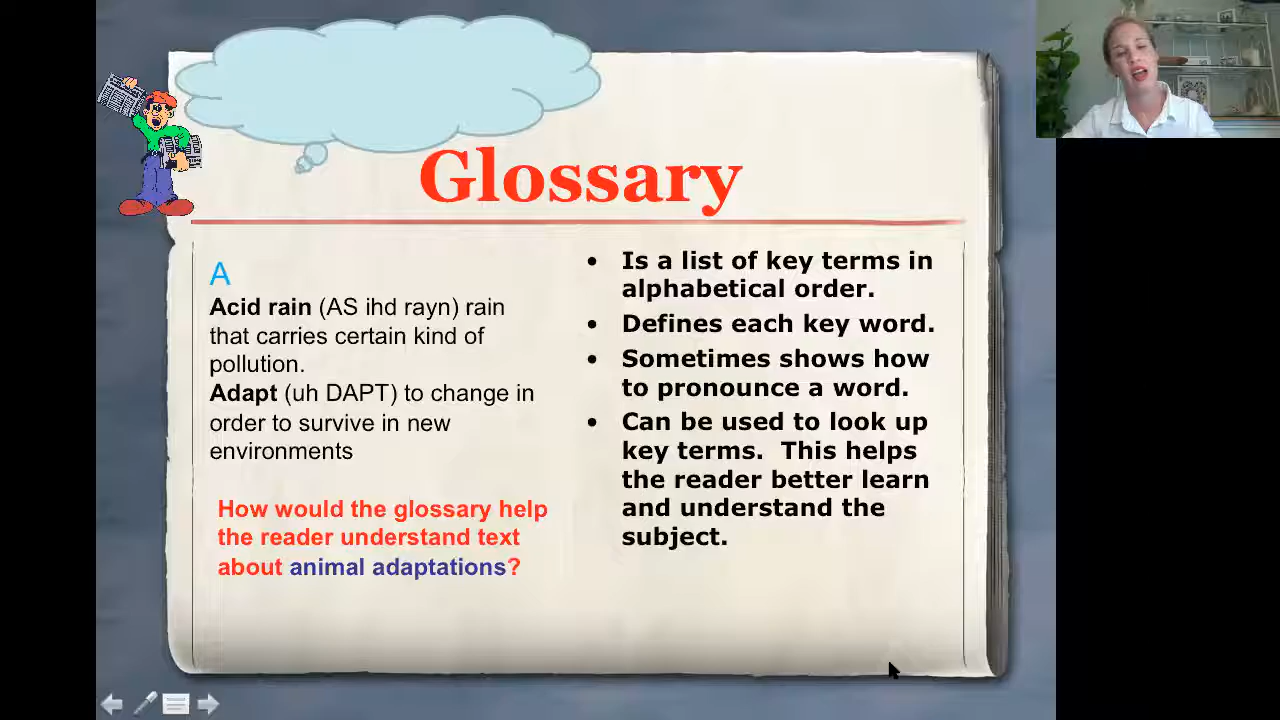 Glossary
A
Acid rain (AS ihd rayn) rain
that carries certain kind of
pollution.
Adapt (uh DAPT) to change in
order to survive in new
environments
How would the glossary help
the reader understand text
about animal adaptations?
• Is a list of key terms in
alphabetical order.
• Defines each key word.
• Sometimes shows how
to pronounce a word.
• Can be used to look up
key terms.  This helps
the reader better learn
and understand the
subject.